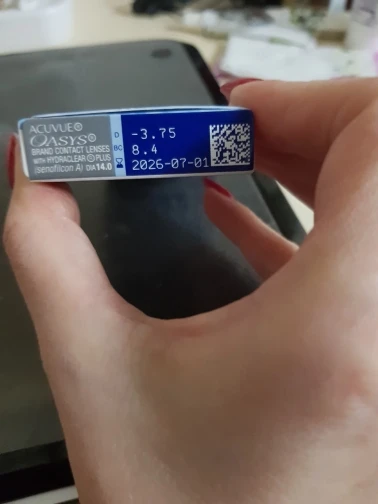 ACUVUE®
OASYS®
BRAND CONTACT LENSES
WITH HYDRACLEAR® PLUS
(senofilcon A) DIA 14.0
D -3.75
BC 8.4
2026-07-01